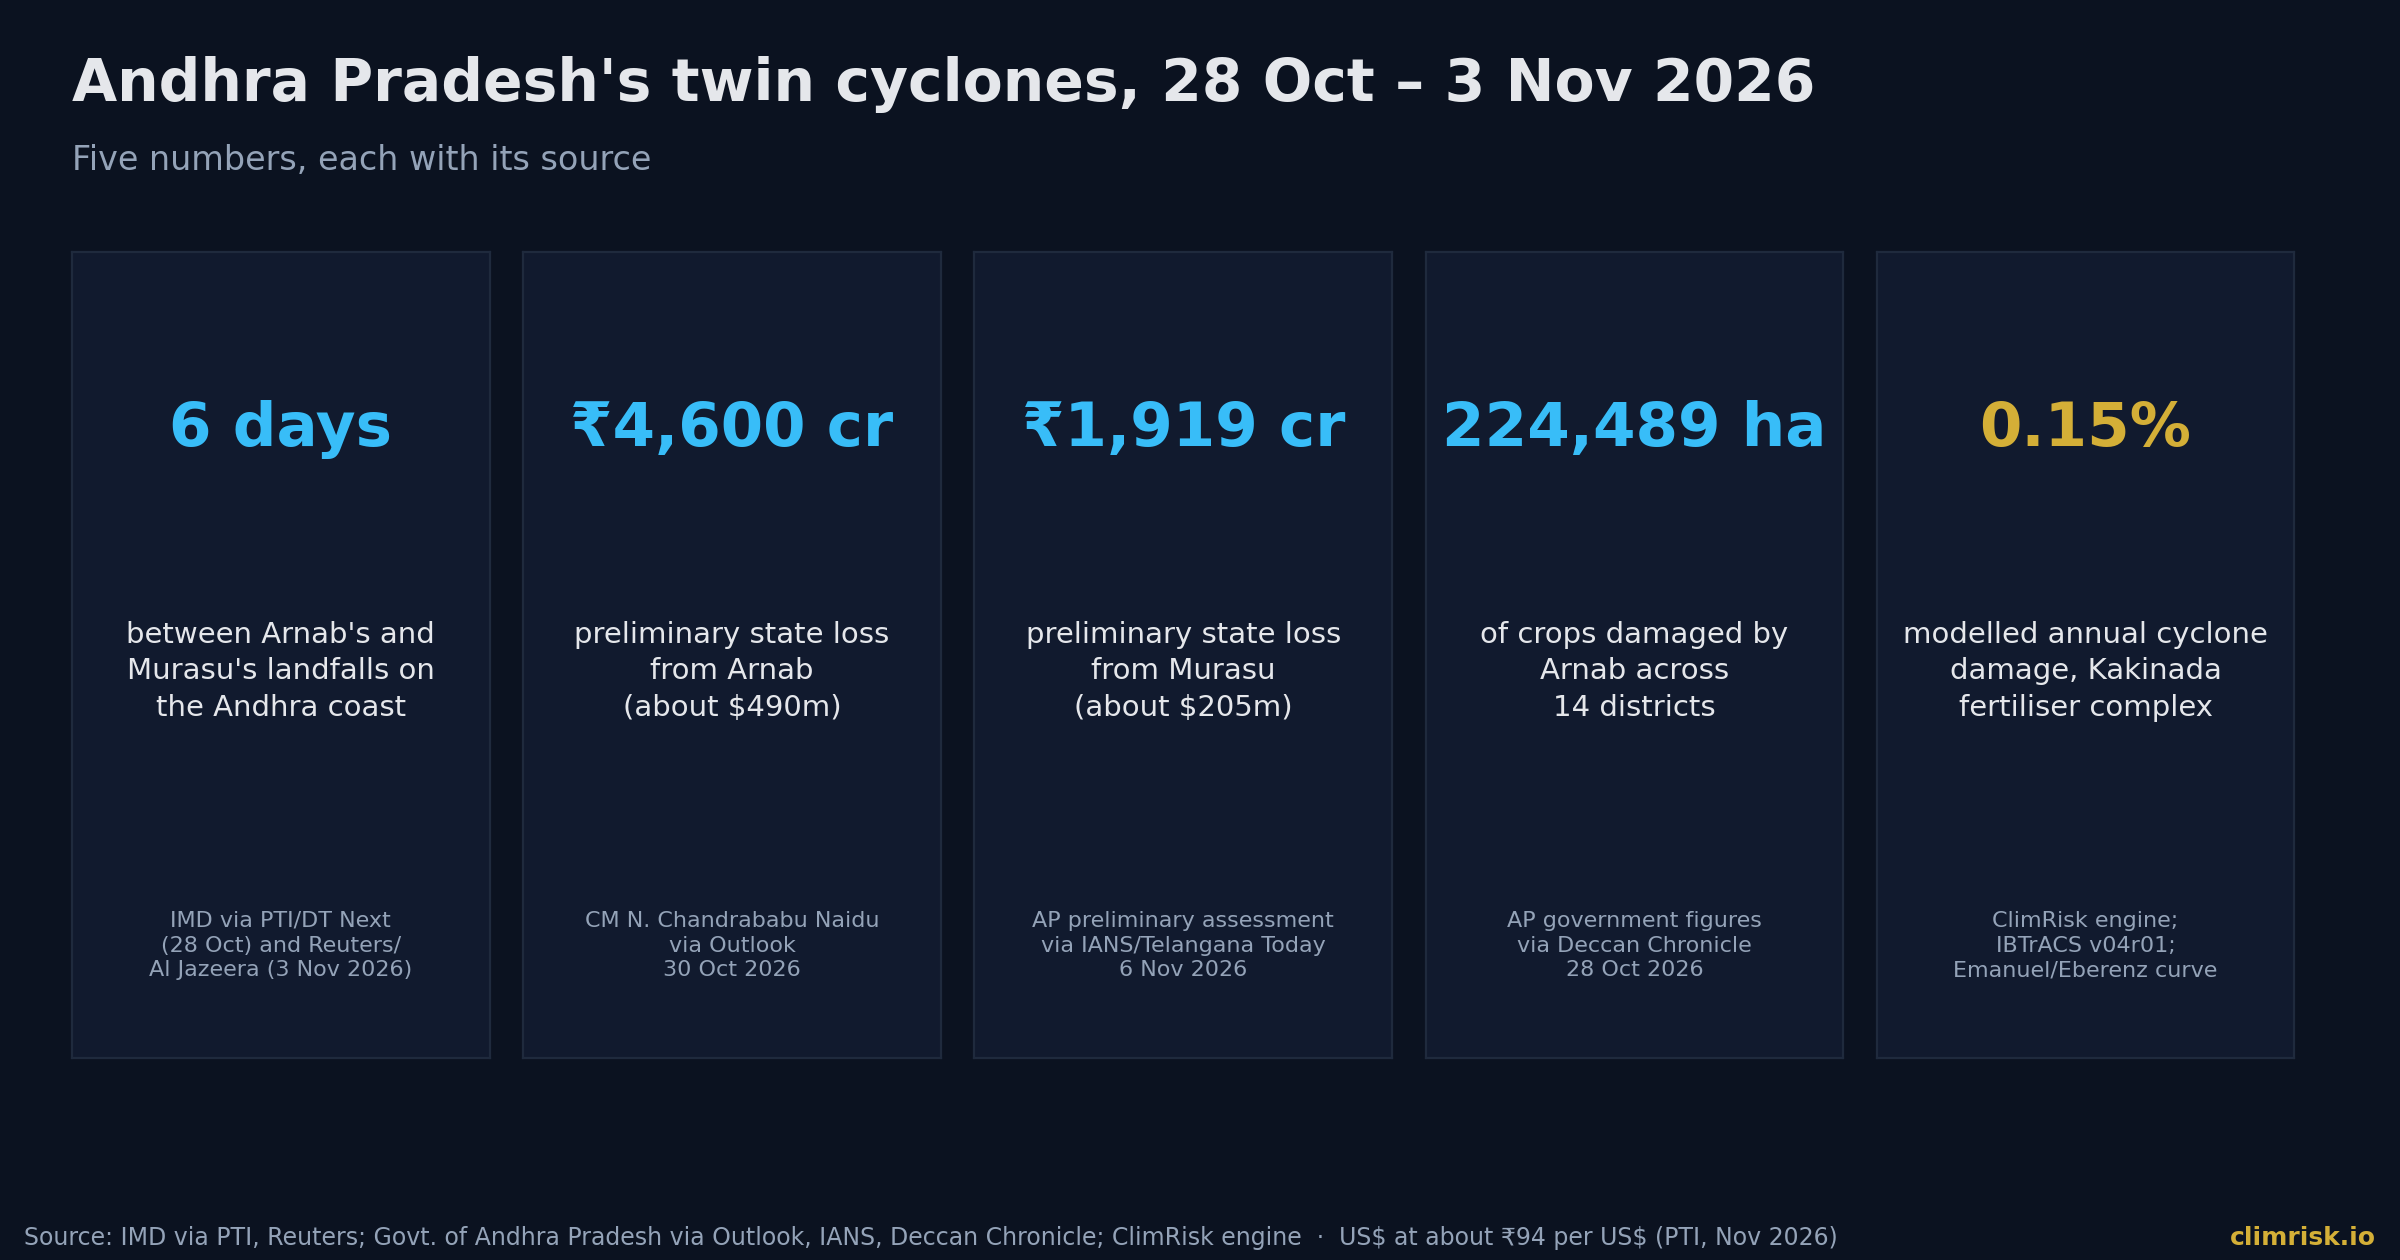 Andhra Pradesh's twin cyclones, 28 Oct – 3 Nov 2026
Five numbers, each with its source
6 days
between Arnab's and
Murasu's landfalls on
the Andhra coast
IMD via PTI/DT Next
(28 Oct) and Reuters/
Al Jazeera (3 Nov 2026)
₹4,600 cr
preliminary state loss
from Arnab
(about $490m)
CM N. Chandrababu Naidu
via Outlook
30 Oct 2026
₹1,919 cr
preliminary state loss
from Murasu
(about $205m)
AP preliminary assessment
via IANS/Telangana Today
6 Nov 2026
224,489 ha
of crops damaged by
Arnab across
14 districts
AP government figures
via Deccan Chronicle
28 Oct 2026
0.15%
modelled annual cyclone
damage, Kakinada
fertiliser complex
ClimRisk engine;
IBTrACS v04r01;
Emanuel/Eberenz curve
Source: IMD via PTI, Reuters; Govt. of Andhra Pradesh via Outlook, IANS, Deccan Chronicle; ClimRisk engine · US$ at about ₹94 per US$ (PTI, Nov 2026)
climrisk.io